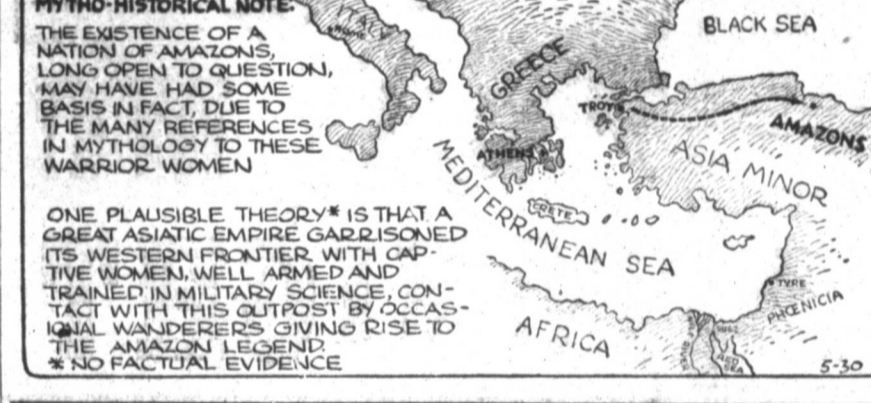 MYTHO-HISTORICAL NOTE:
THE EXISTENCE OF A
NATION OF AMAZONS,
LONG OPEN TO QUESTION,
MAY HAVE HAD SOME
BASIS IN FACT, DUE TO
THE MANY REFERENCES
IN MYTHOLOGY TO THESE
WARRIOR WOMEN
ONE PLAUSIBLE THEORY* IS THAT A
GREAT ASIATIC EMPIRE GARRISONED
ITS WESTERN FRONTIER WITH CAP-
TIVE WOMEN, WELL ARMED AND
TRAINED IN MILITARY SCIENCE, CON-
TACT WITH THIS OUTPOST BY OCCAS-
IONAL WANDERERS GIVING RISE TO
THE AMAZON LEGEND.
* NO FACTUAL EVIDENCE
ITALY
ROME
GREECE
BLACK SEA
TROY
AMAZONS
ATHENS
ASIA MINOR
MEDITERRANEAN SEA
CRETE
TYRE
PHOENICIA
AFRICA
RED
SEA
5-30